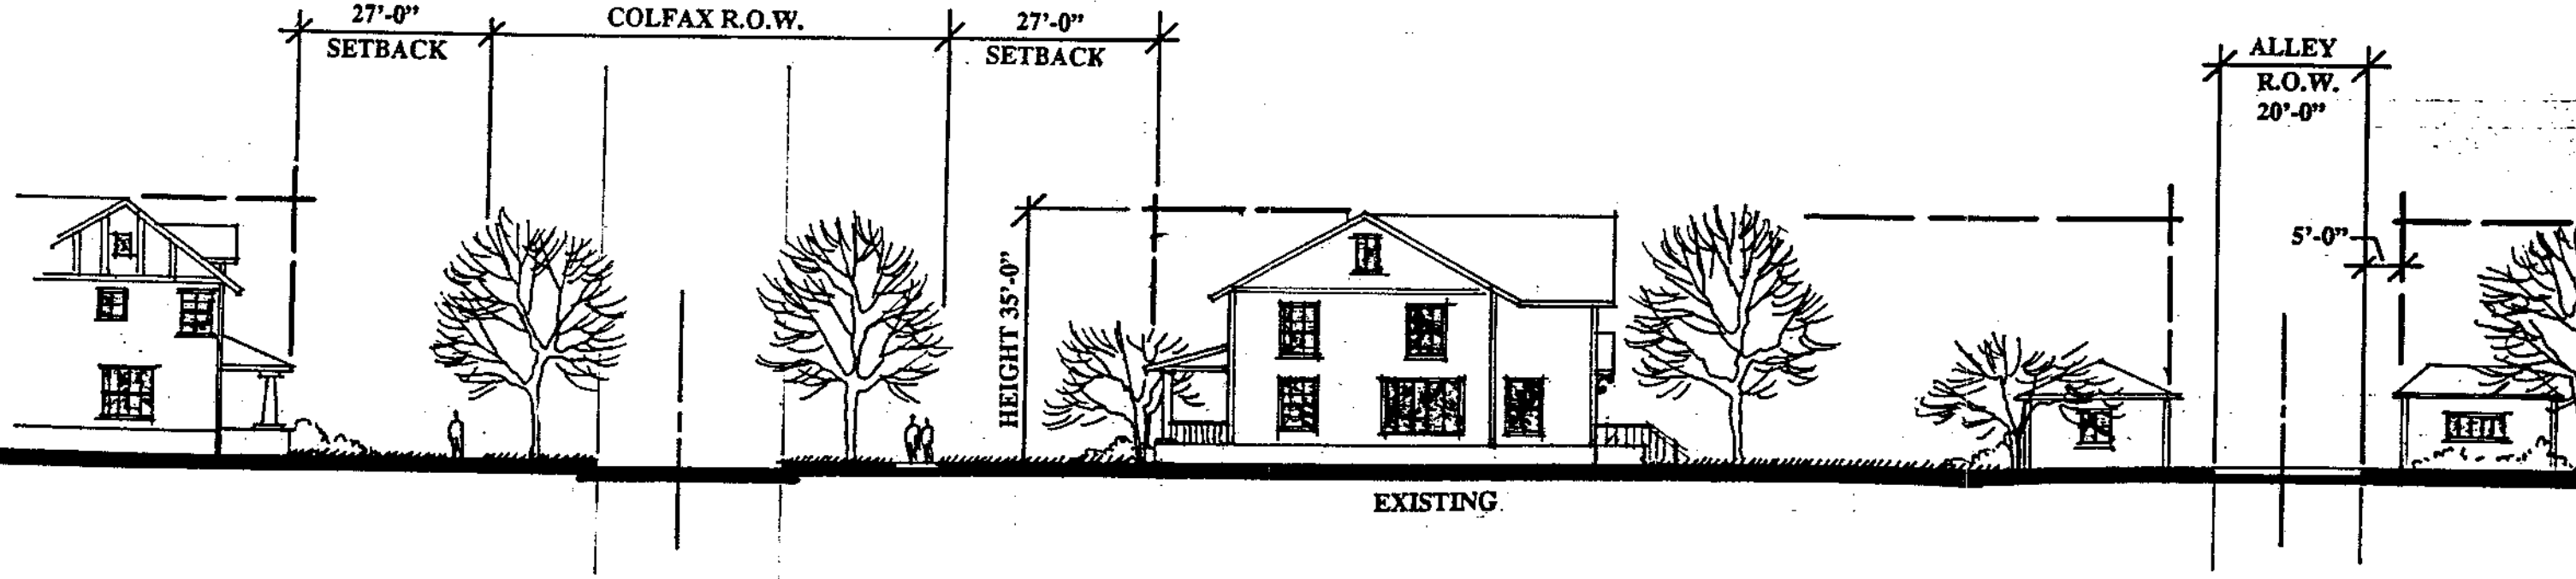 27’-0”
SETBACK
COLFAX R.O.W.
27’-0”
SETBACK
ALLEY
R.O.W.
20’-0”
5’-0”
HEIGHT 35’-0”
EXISTING